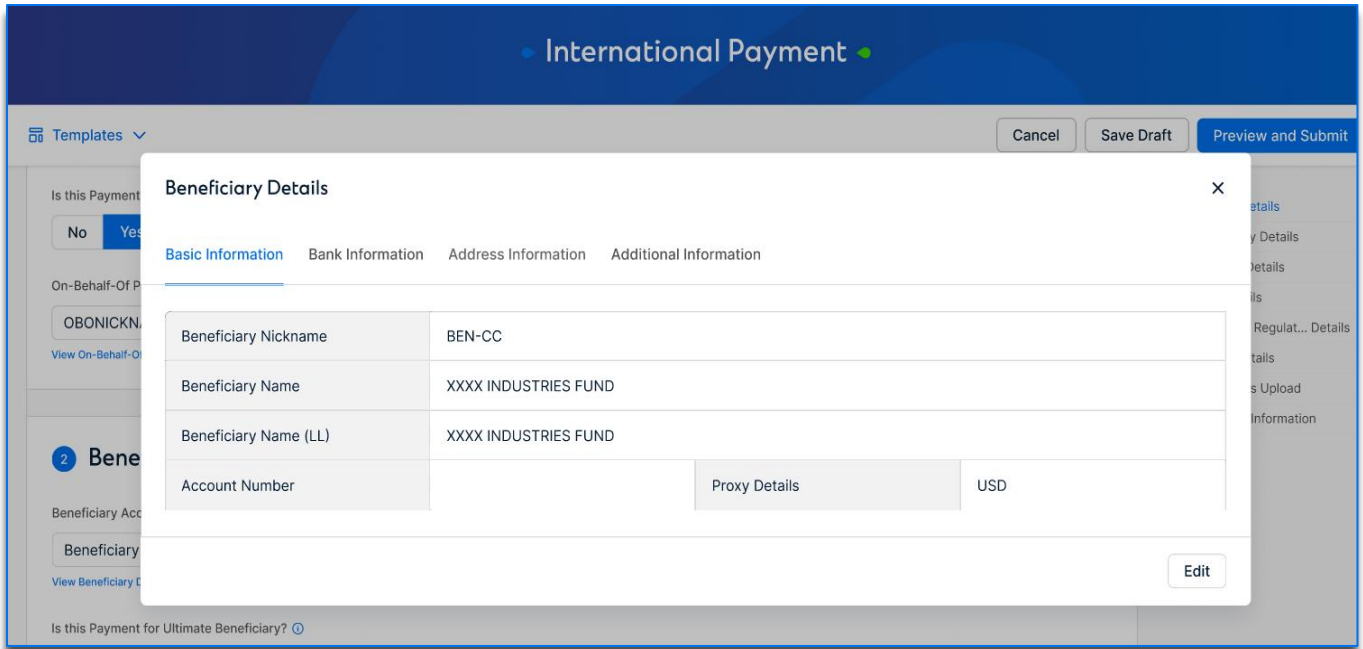 International Payment
Templates
Cancel
Save Draft
Preview and Submit
Is this Payment
No
Yes
On-Behalf-Of P
OBONICKN
View On-Behalf-Of
2
Bene
Beneficiary Acc
Beneficiary
View Beneficiary D
Is this Payment for Ultimate Beneficiary?
Beneficiary Details
Basic Information Bank Information Address Information Additional Information
Beneficiary Nickname BEN-CC
Beneficiary Name XXXX INDUSTRIES FUND
Beneficiary Name (LL) XXXX INDUSTRIES FUND
Account Number Proxy Details USD
Edit
etails
y Details
Details
ils
Regulat... Details
tails
s Upload
Information